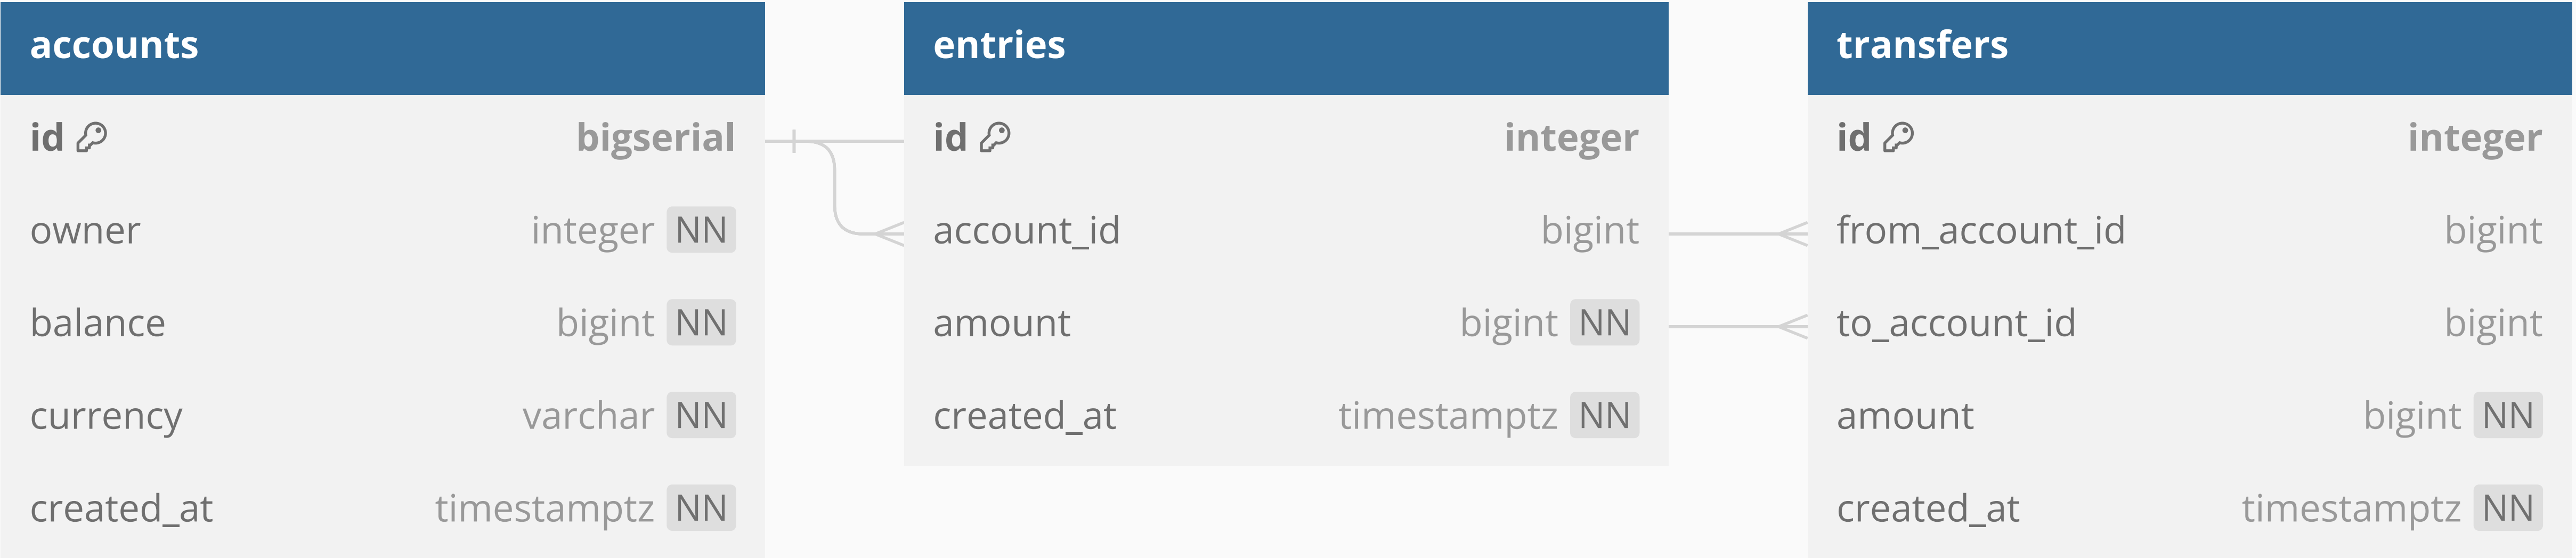 accounts
id bigserial
owner integer NN
balance bigint NN
currency varchar NN
created_at timestamptz NN
entries
id integer
account_id bigint
amount bigint NN
created_at timestamptz NN
transfers
id integer
from_account_id bigint
to_account_id bigint
amount bigint NN
created_at timestamptz NN